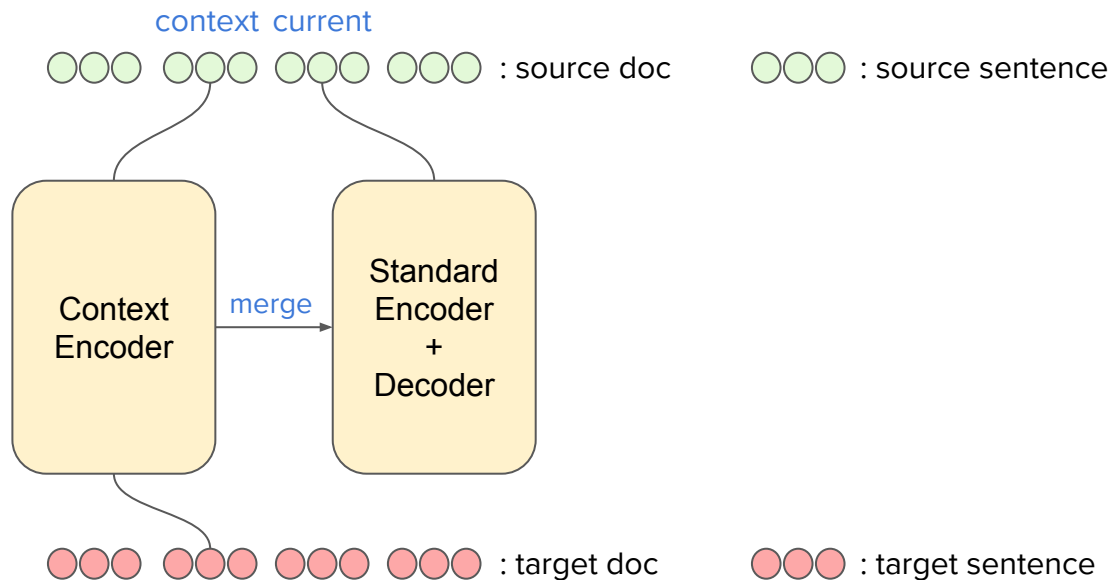 context current
: source doc
: source sentence
Context
Encoder
merge
Standard
Encoder
+
Decoder
: target doc
: target sentence